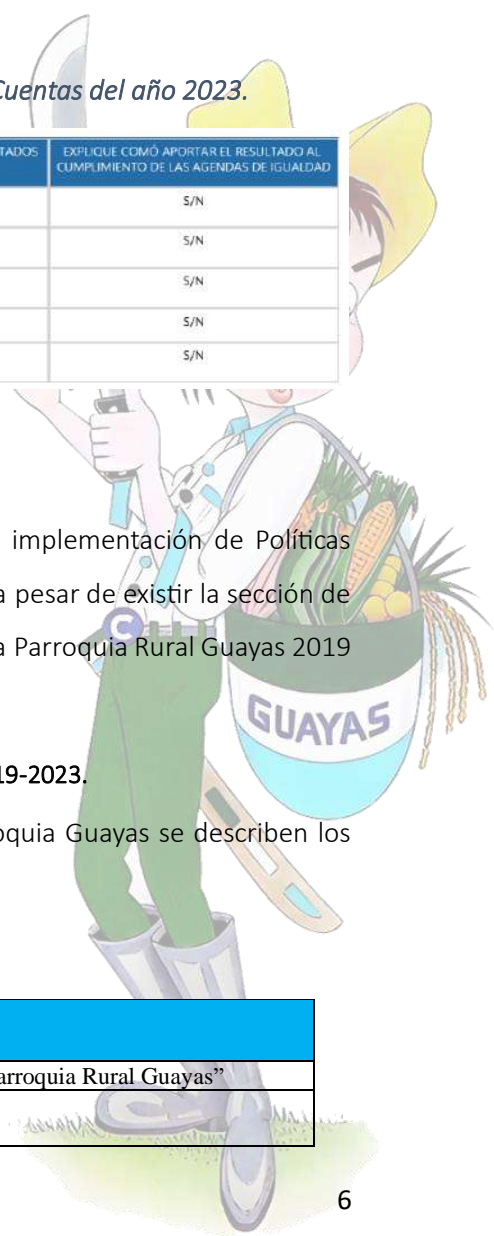 Cuentas del año 2023.
TADOS
EXPLIQUE COMÓ APORTAR EL RESULTADO AL
CUMPLIMIENTO DE LAS AGENDAS DE IGUALDAD
S/N
S/N
S/N
S/N
S/N
implementación de Políticas
a pesar de existir la sección de
a Parroquia Rural Guayas 2019
C
GUAYAS
19-2023.
oquia Guayas se describen los
arroquia Rural Guayas”
6